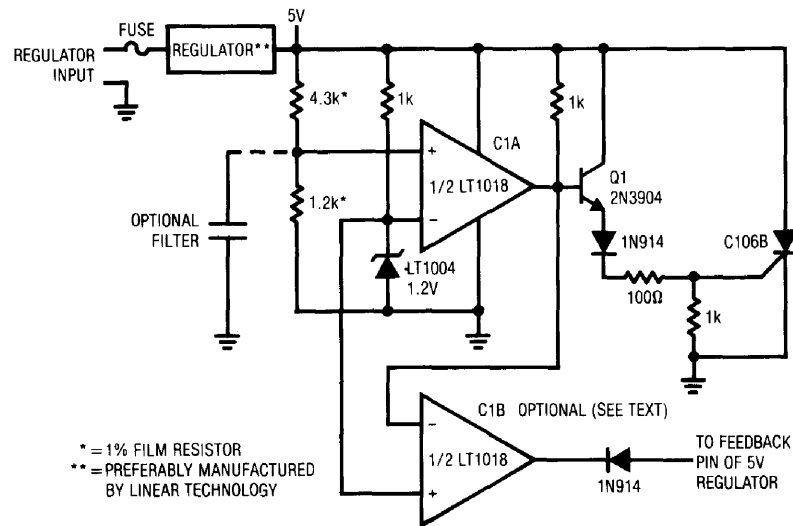 5V
FUSE
REGULATOR**
REGULATOR
INPUT
4.3k*
1k
1k
C1A
+
1/2 LT1018
−
Q1
2N3904
1.2k*
OPTIONAL
FILTER
LT1004
1.2V
1N914
C106B
100Ω
1k
C1B OPTIONAL (SEE TEXT)
−
1/2 LT1018
+
1N914
TO FEEDBACK
PIN OF 5V
REGULATOR
* = 1% FILM RESISTOR
** = PREFERABLY MANUFACTURED
BY LINEAR TECHNOLOGY